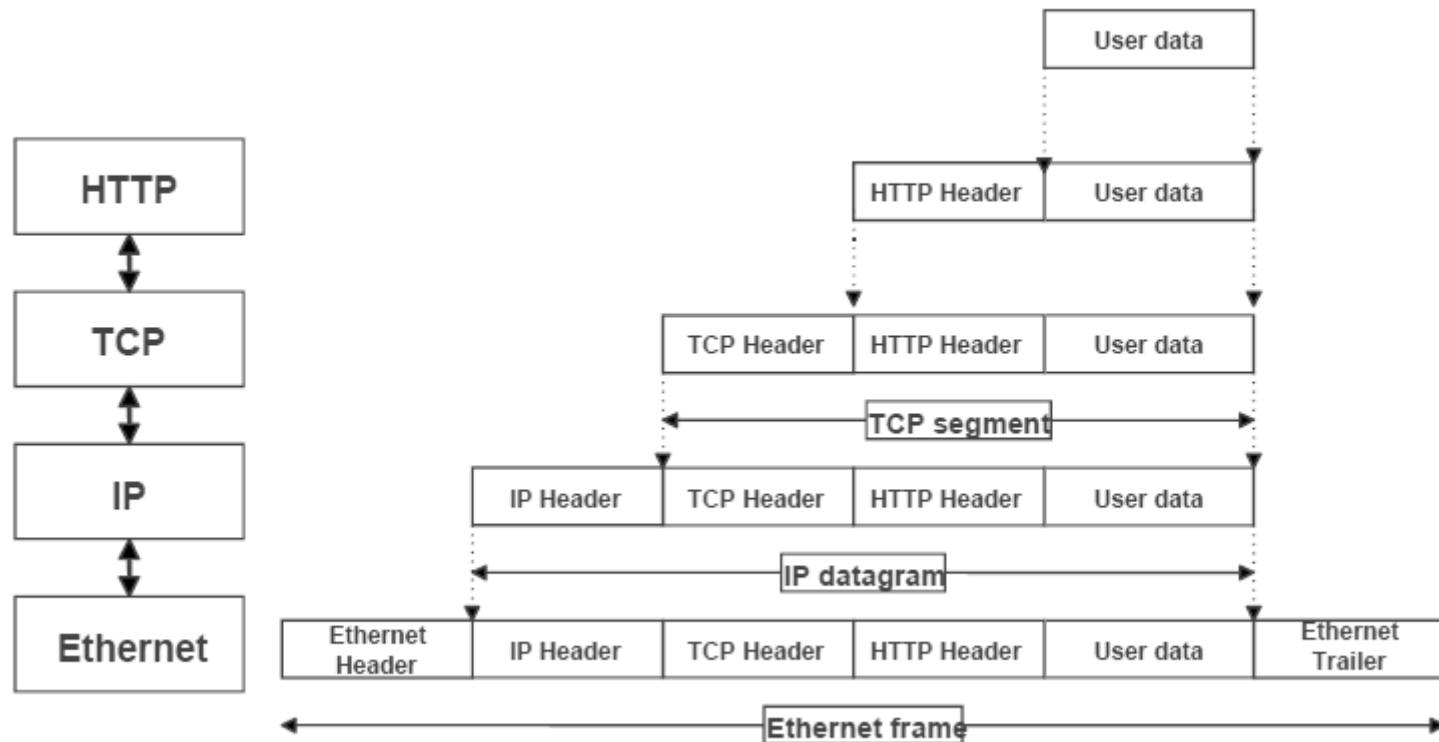 User data
HTTP
HTTP Header
User data
TCP
TCP Header
HTTP Header
User data
TCP segment
IP
IP Header
TCP Header
HTTP Header
User data
IP datagram
Ethernet
Ethernet
Header
IP Header
TCP Header
HTTP Header
User data
Ethernet
Trailer
Ethernet frame